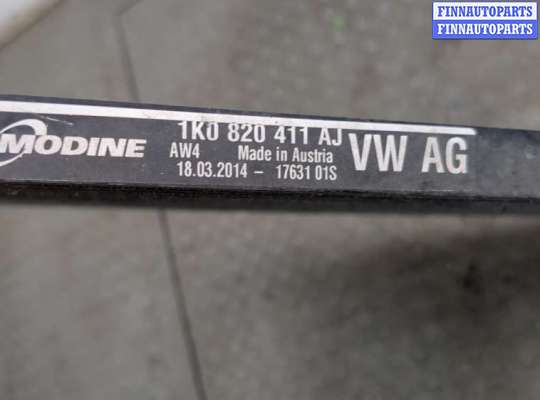 FINNAUTOPARTS
FINNAUTOPARTS
MODINE
1K0 820 411 AJ
AW4 Made in Austria
18.03.2014 – 17631 01S
VW AG